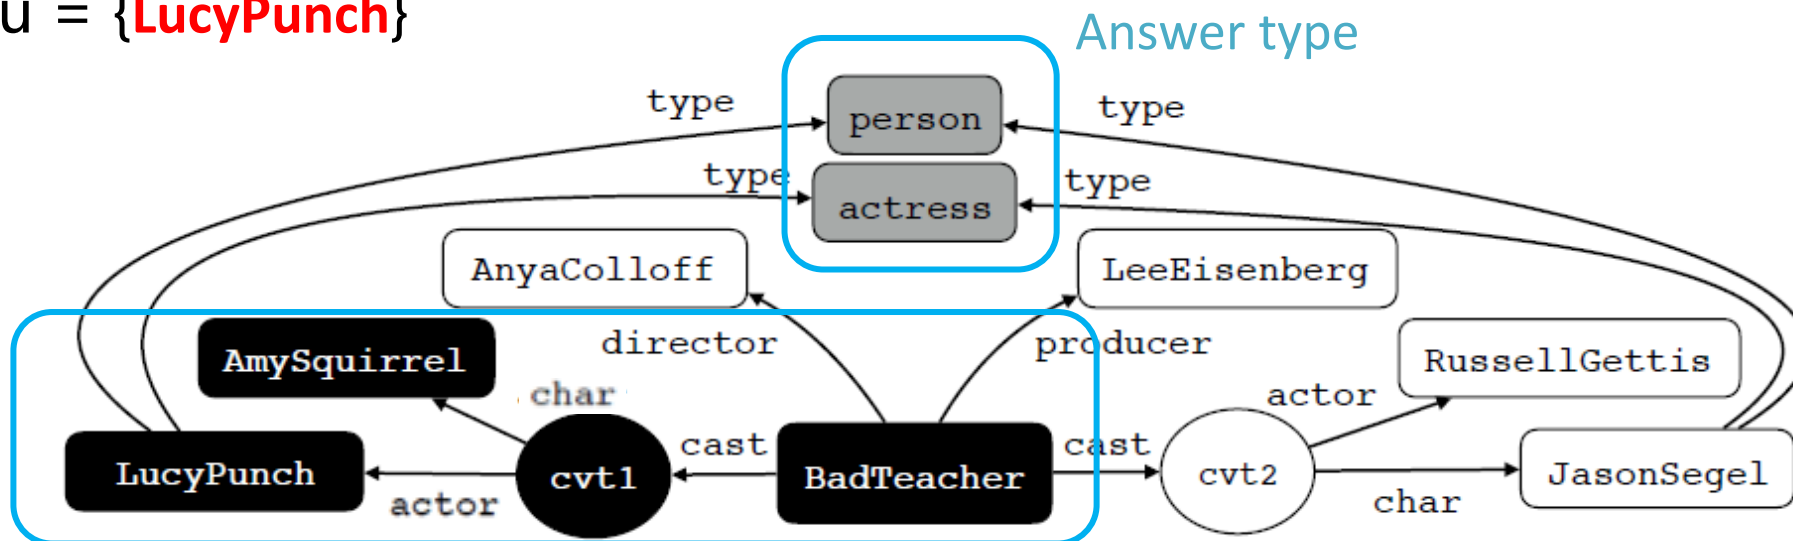 u = {LucyPunch}
Answer type
type person type
type actress type
AnyaColloff LeeEisenberg
AmySquirrel director producer RussellGettis
char actor
LucyPunch cvt1 cast BadTeacher cast cvt2 JasonSegel
actor char